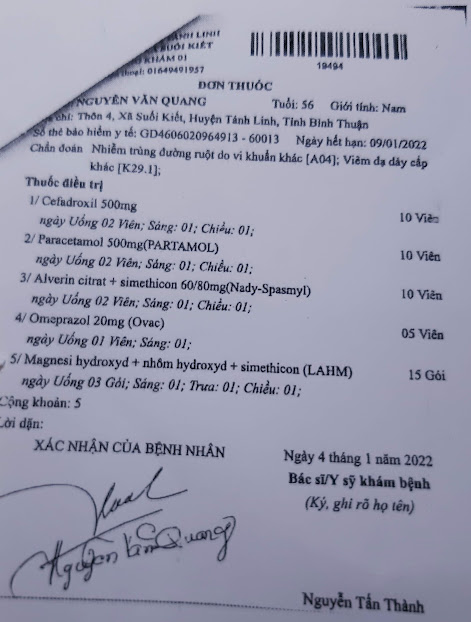 ÁNH LINH
SUỐI KIẾT
KHÁM 01
thoại: 01649491957
19494
ĐƠN THUỐC
NGUYỄN VĂN QUANG Tuổi: 56 Giới tính: Nam
chỉ: Thôn 4, Xã Suối Kiết, Huyện Tánh Linh, Tỉnh Bình Thuận
Số thẻ bảo hiểm y tế: GD4606020964913 - 60013 Ngày hết hạn: 09/01/2022
Chẩn đoán Nhiễm trùng đường ruột do vi khuẩn khác [A04]; Viêm dạ dày cấp
khác [K29.1];
Thuốc điều trị
1/ Cefadroxil 500mg 10 Viên
ngày Uống 02 Viên; Sáng: 01; Chiều: 01;
2/ Paracetamol 500mg(PARTAMOL) 10 Viên
ngày Uống 02 Viên; Sáng: 01; Chiều: 01;
3/ Alverin citrat + simethicon 60/80mg(Nady-Spasmyl) 10 Viên
ngày Uống 02 Viên; Sáng: 01; Chiều: 01;
4/ Omeprazol 20mg (Ovac) 05 Viên
ngày Uống 01 Viên; Sáng: 01;
5/ Magnesi hydroxyd + nhôm hydroxyd + simethicon (LAHM) 15 Gói
ngày Uống 03 Gói; Sáng: 01; Trưa: 01; Chiều: 01;
Cộng khoản: 5
Lời dặn:
XÁC NHẬN CỦA BỆNH NHÂN
Ngày 4 tháng 1 năm 2022
Bác sĩ/Y sỹ khám bệnh
(Ký, ghi rõ họ tên)
Nguyễn Văn Quang
Nguyễn Tấn Thành